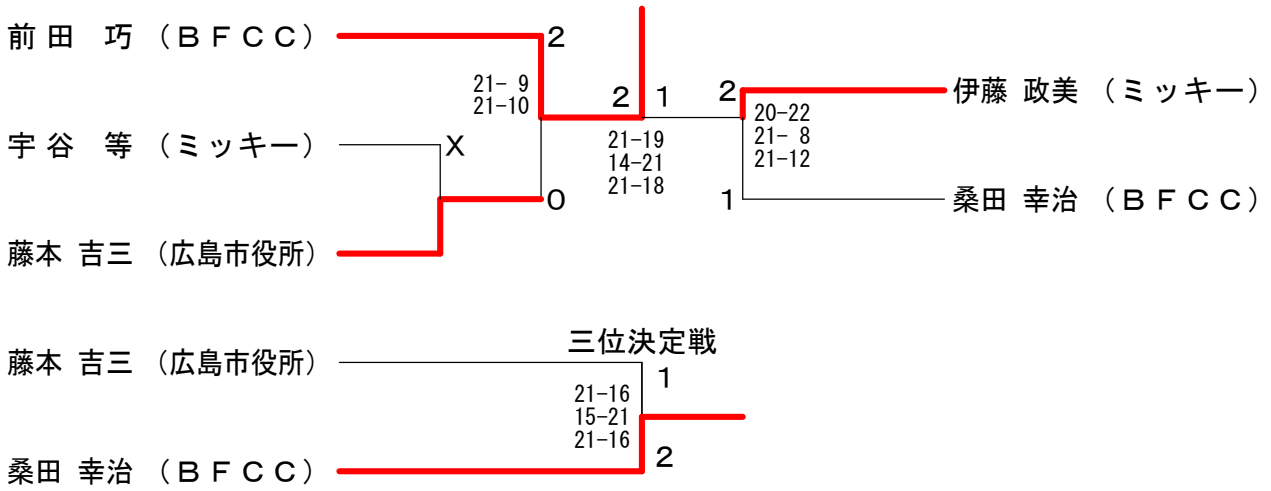 前田 巧 (BFCC)
2
21- 9
21-10
2
1
2
伊藤 政美 (ミッキー)
20-22
21- 8
21-12
宇谷 等 (ミッキー)
X
21-19
14-21
21-18
0
1
桑田 幸治 (BFCC)
藤本 吉三 (広島市役所)
三位決定戦
藤本 吉三 (広島市役所)
1
21-16
15-21
21-16
2
桑田 幸治 (BFCC)